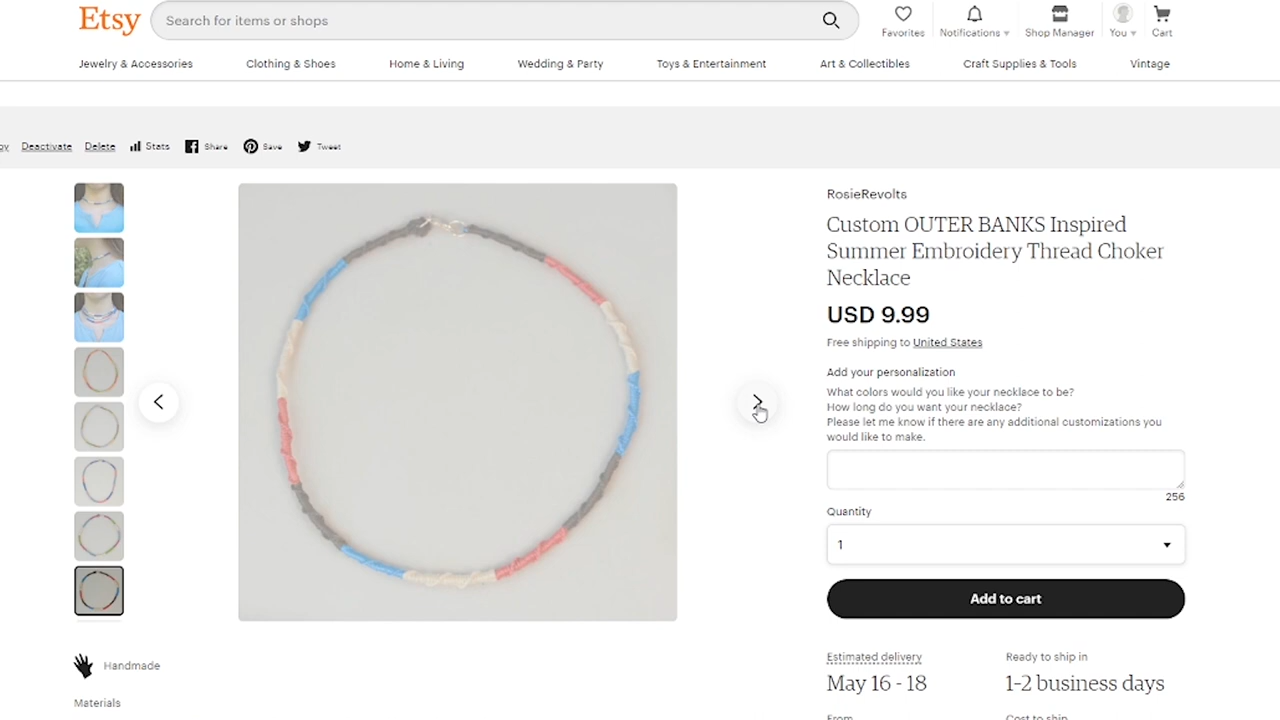 Etsy
Search for items or shops
Favorites
Notifications
Shop Manager
You
Cart
Jewelry & Accessories
Clothing & Shoes
Home & Living
Wedding & Party
Toys & Entertainment
Art & Collectibles
Craft Supplies & Tools
Vintage
Deactivate
Delete
Stats
Share
Save
Tweet
RosieRevolts
Custom OUTER BANKS Inspired
Summer Embroidery Thread Choker
Necklace
USD 9.99
Free shipping to United States
Add your personalization
What colors would you like your necklace to be?
How long do you want your necklace?
Please let me know if there are any additional customizations you
would like to make.
256
Quantity
1
Add to cart
Estimated delivery
Ready to ship in
May 16 - 18
1-2 business days
From
Cost to ship
Handmade
Materials